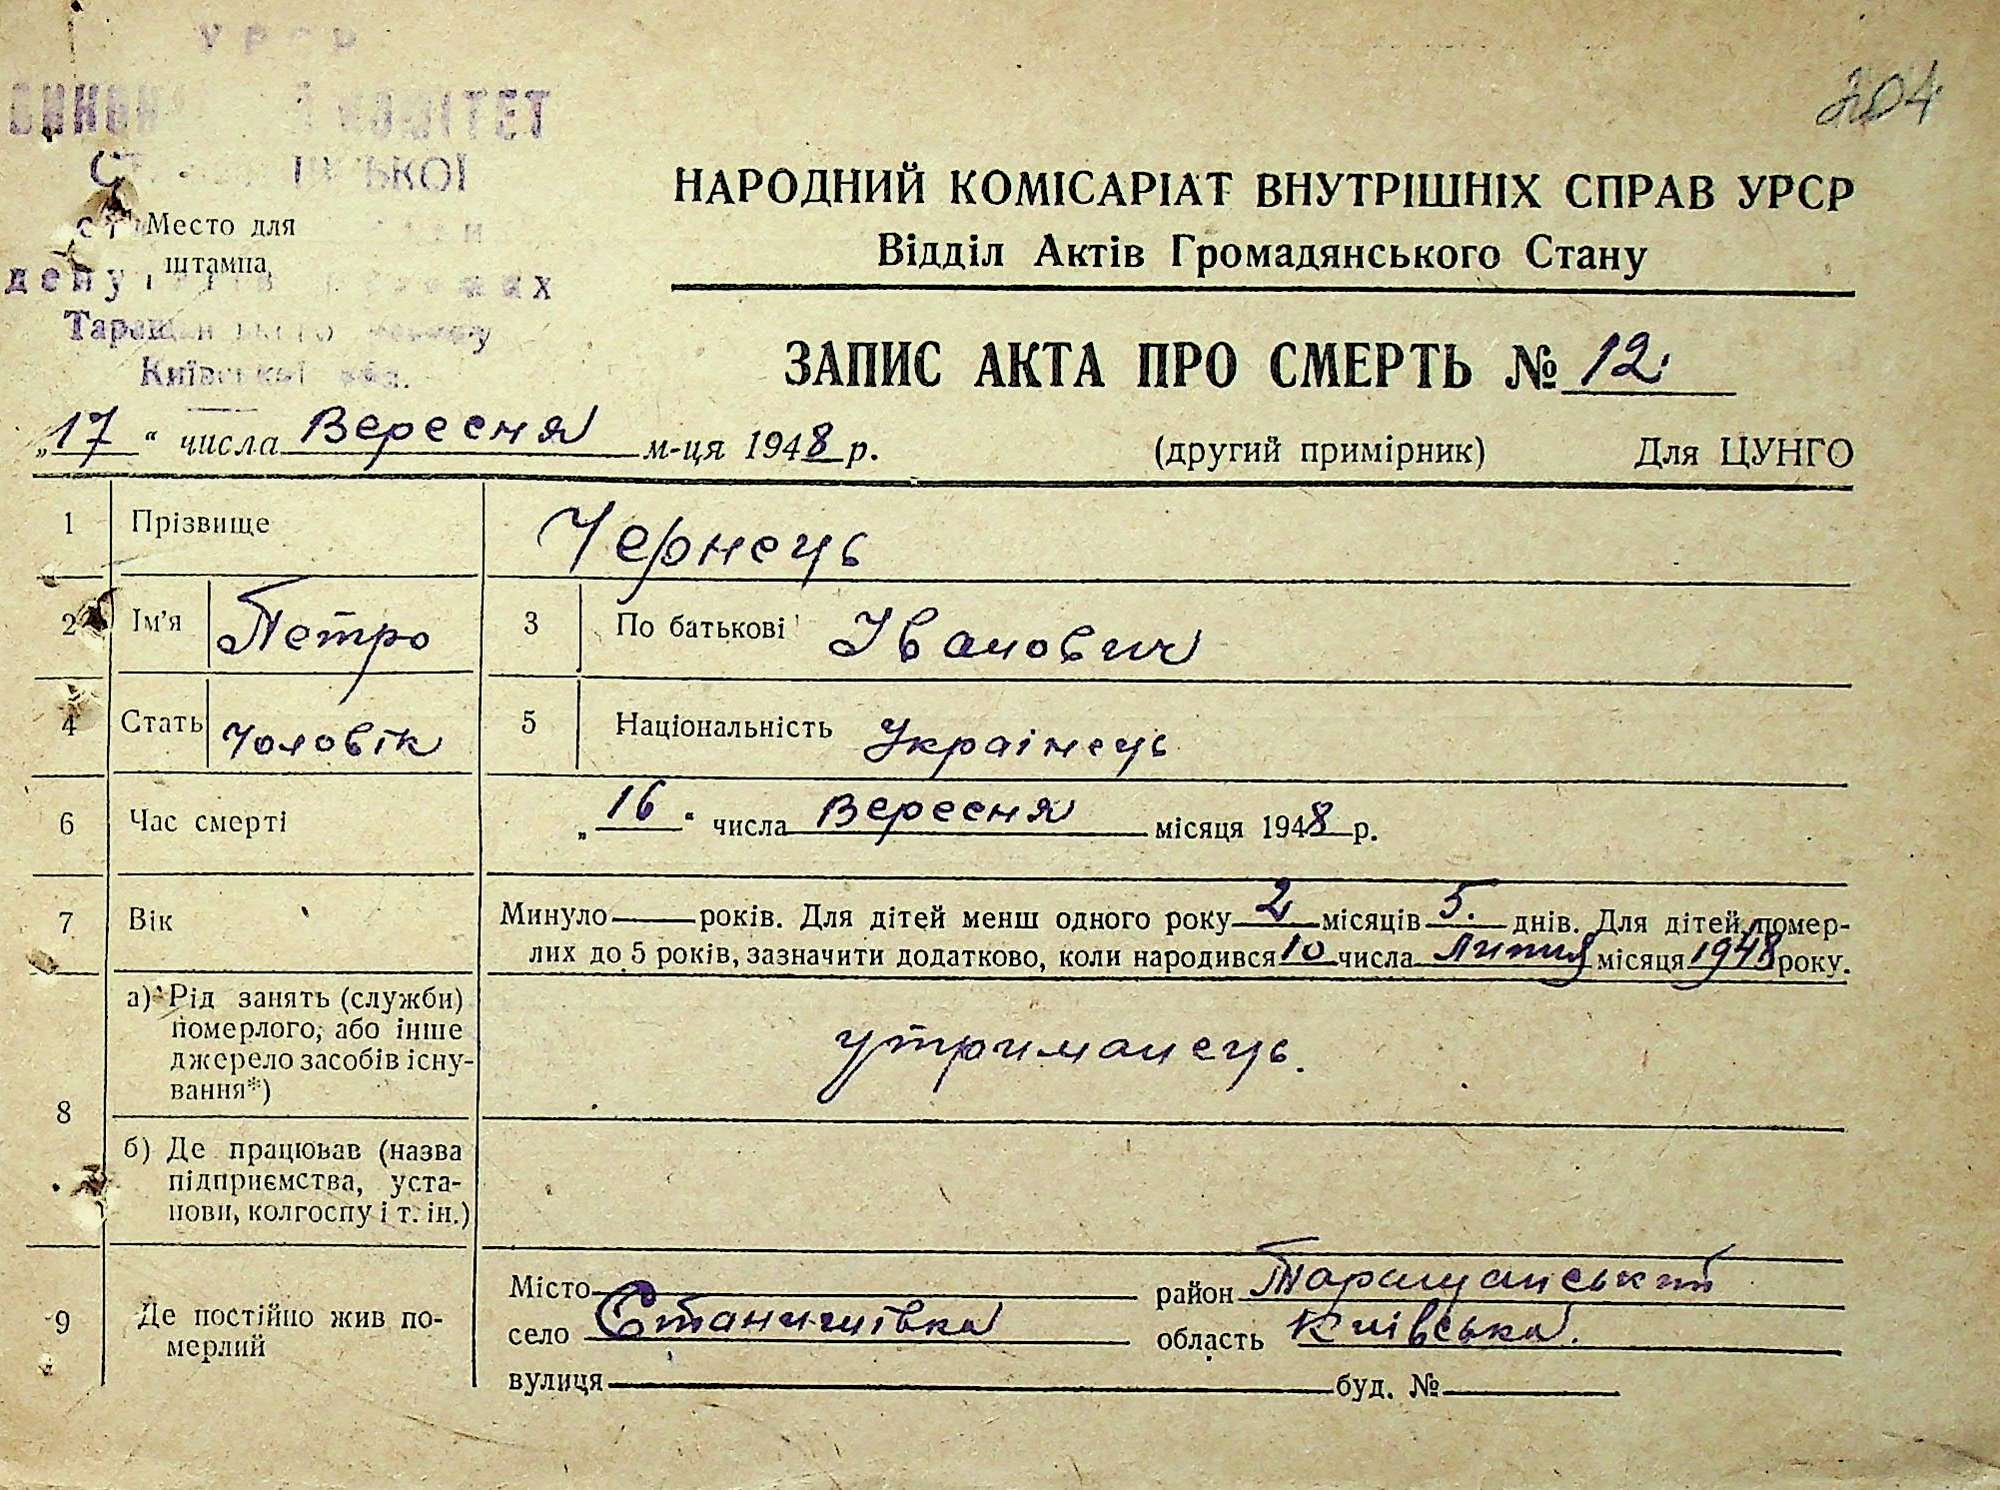 УРСР
КОМІТЕТ
204
НАРОДНИЙ КОМІСАРІАТ ВНУТРІШНІХ СПРАВ УРСР
Место для
Відділ Актів Громадянського Стану
штампа
депутатів
Таращанського
Київської обл.
ЗАПИС АКТА ПРО СМЕРТЬ № 12.
„17“ числа Вересня м-ця 1948 р. (другий примірник) Для ЦУНГО
1 Прізвище Чернець
2 Ім'я Петро 3 По батькові Іванович
4 Стать Чоловік 5 Національність Українець
6 Час смерті „16“ числа Вересня місяця 1948 р.
7 Вік Минуло — років. Для дітей менш одного року 2 місяців 5. днів. Для дітей помер-
лих до 5 років, зазначити додатково, коли народився 10 числа Липня місяця 1948 року.
8 а) Рід занять (служби)
померлого, або інше
джерело засобів існу-
вання*)
утриманець.
б) Де працював (назва
підприємства, уста-
нови, колгоспу і т. ін.)
9 Де постійно жив по-
мерлий
Місто район Таращанський
село Станишівка область Київська.
вулиця буд. №